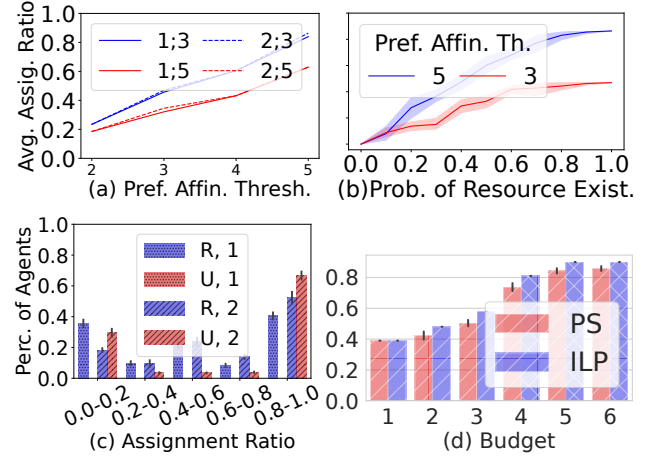 Avg. Assig. Ratio
1.0
0.8
0.6
0.4
0.2
0.0
1;3
2;3
1;5
2;5
2 3 4 5
(a) Pref. Affin. Thresh.
Pref. Affin. Th.
5 3
0.0 0.2 0.4 0.6 0.8 1.0
(b)Prob. of Resource Exist.
Perc. of Agents
1.0
0.8
0.6
0.4
0.2
0.0
R, 1
U, 1
R, 2
U, 2
0.0-0.2 0.2-0.4 0.4-0.6 0.6-0.8 0.8-1.0
(c) Assignment Ratio
0.8
0.6
0.4
0.2
0.0
PS
ILP
1 2 3 4 5 6
(d) Budget